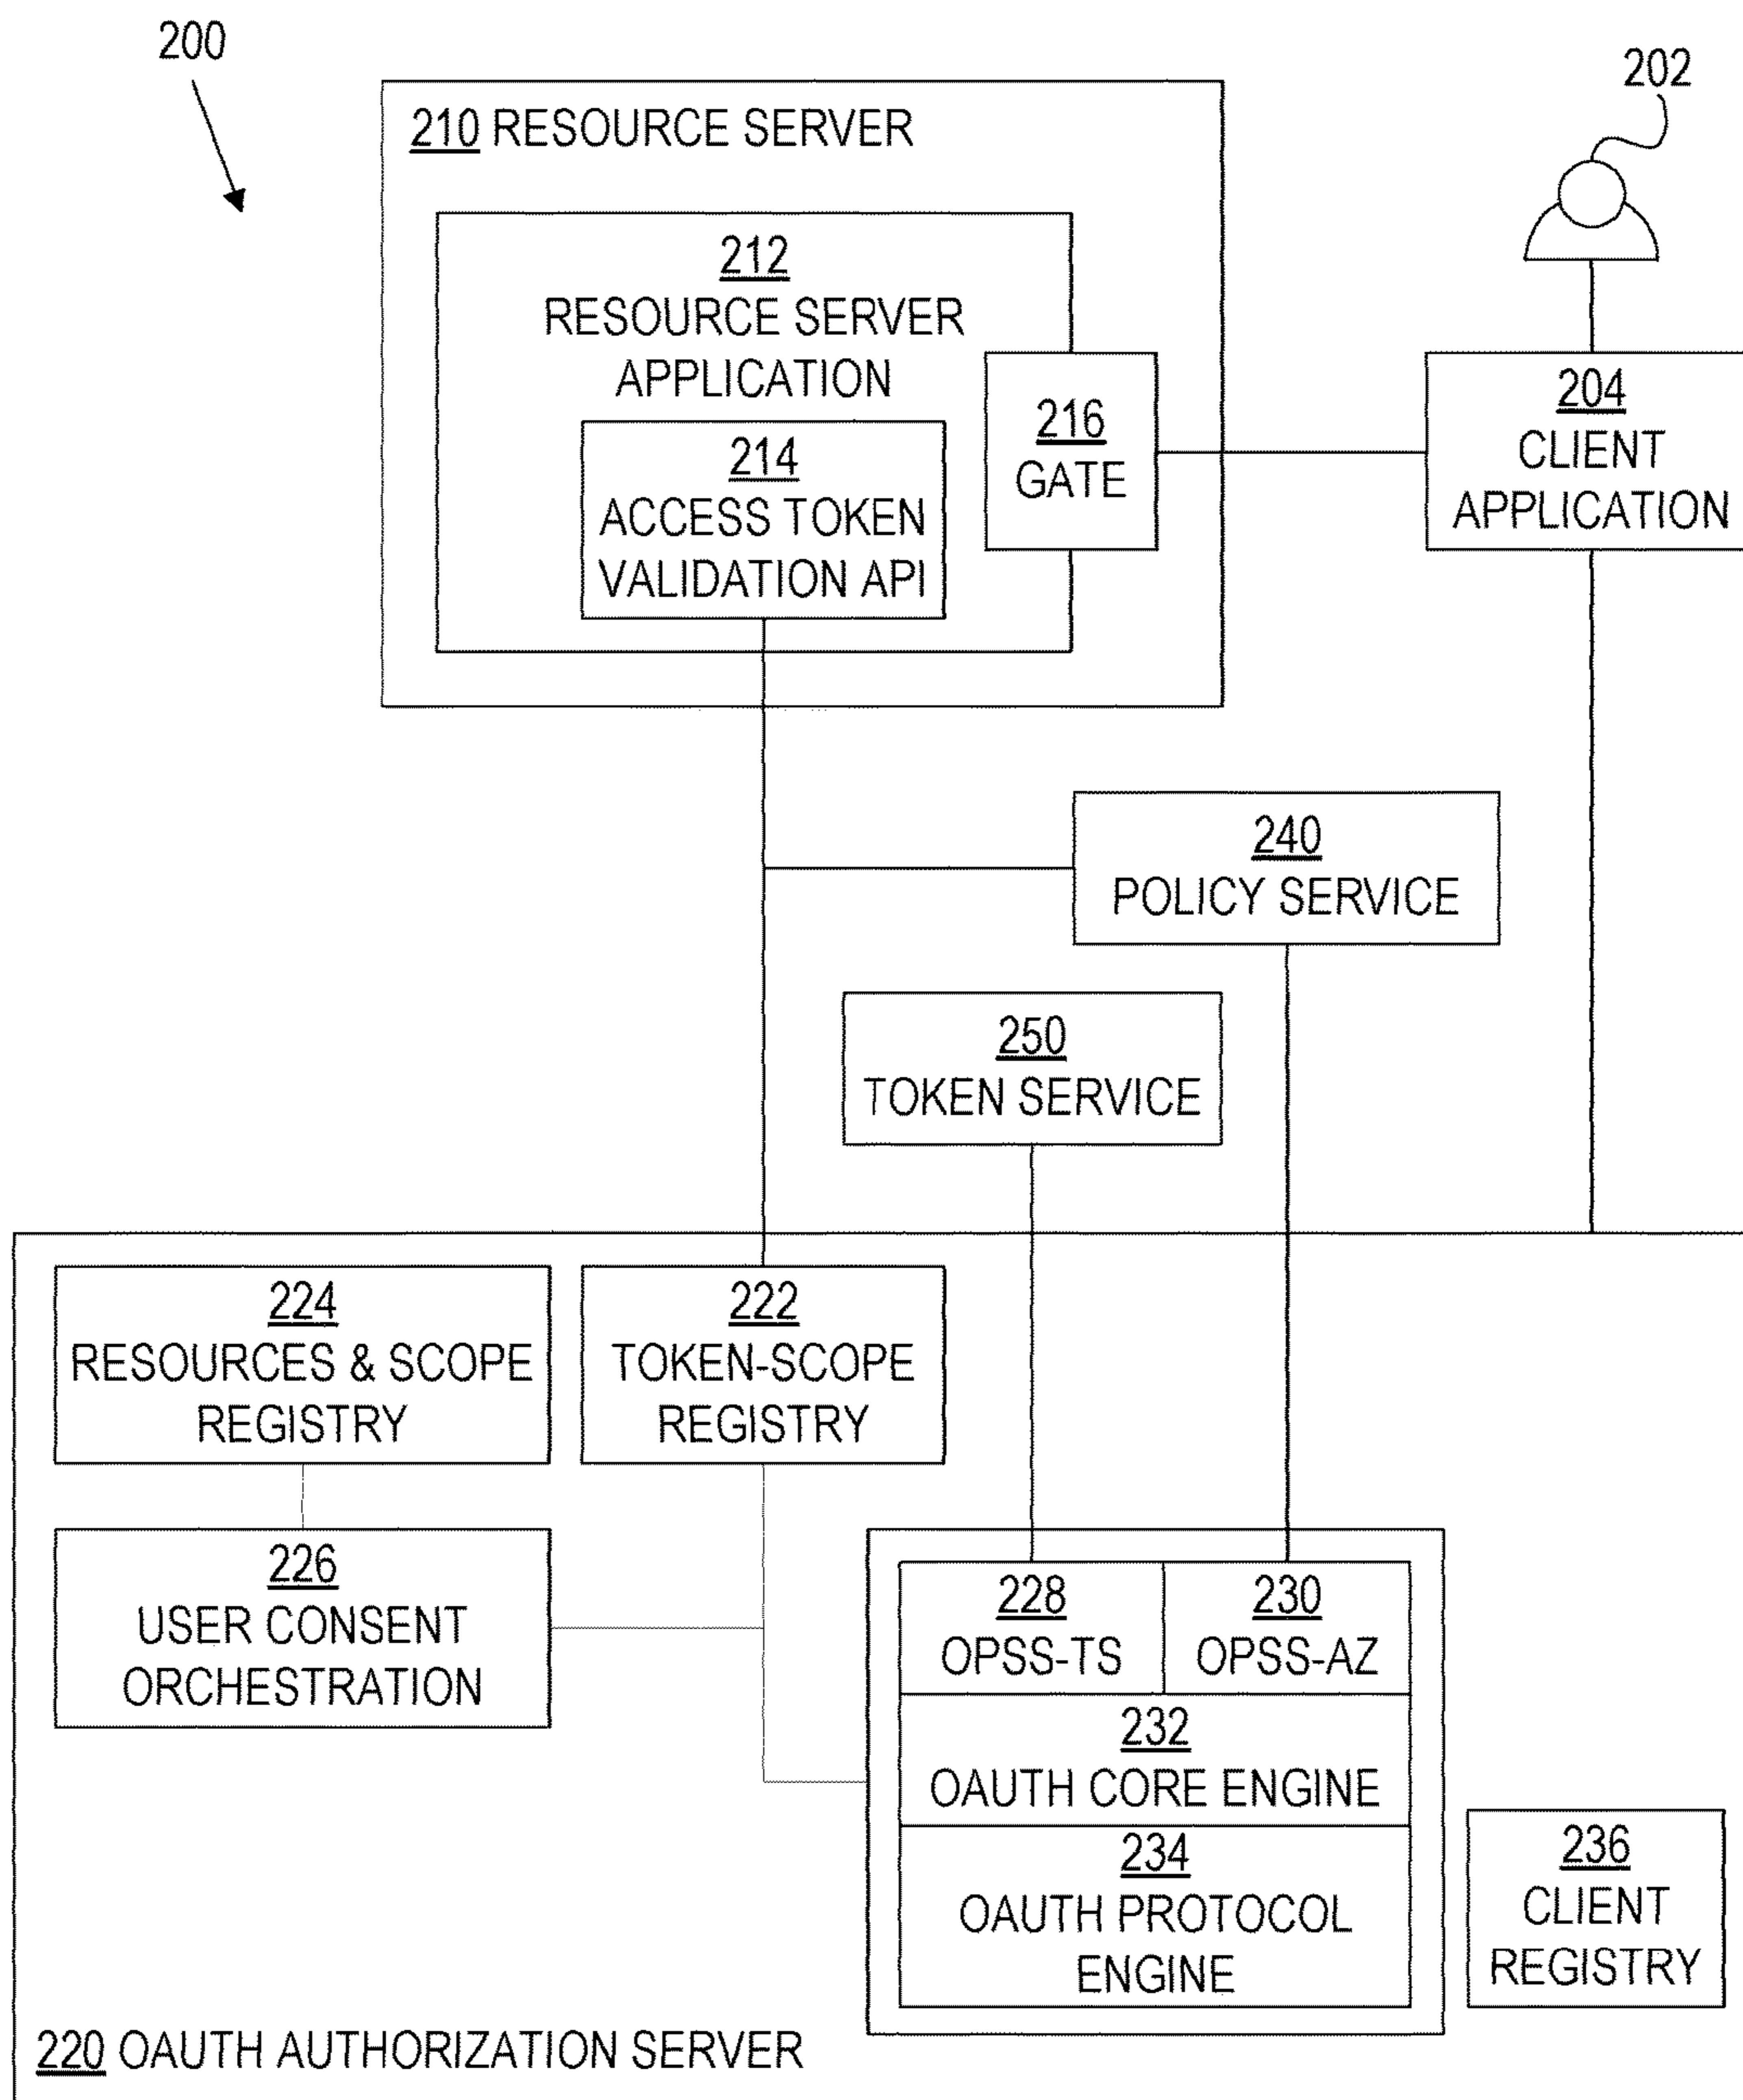 200
202
210 RESOURCE SERVER
212
RESOURCE SERVER
APPLICATION
214
ACCESS TOKEN
VALIDATION API
216
GATE
204
CLIENT
APPLICATION
240
POLICY SERVICE
250
TOKEN SERVICE
224
RESOURCES & SCOPE
REGISTRY
222
TOKEN-SCOPE
REGISTRY
226
USER CONSENT
ORCHESTRATION
228
OPSS-TS
230
OPSS-AZ
232
OAUTH CORE ENGINE
234
OAUTH PROTOCOL
ENGINE
236
CLIENT
REGISTRY
220 OAUTH AUTHORIZATION SERVER